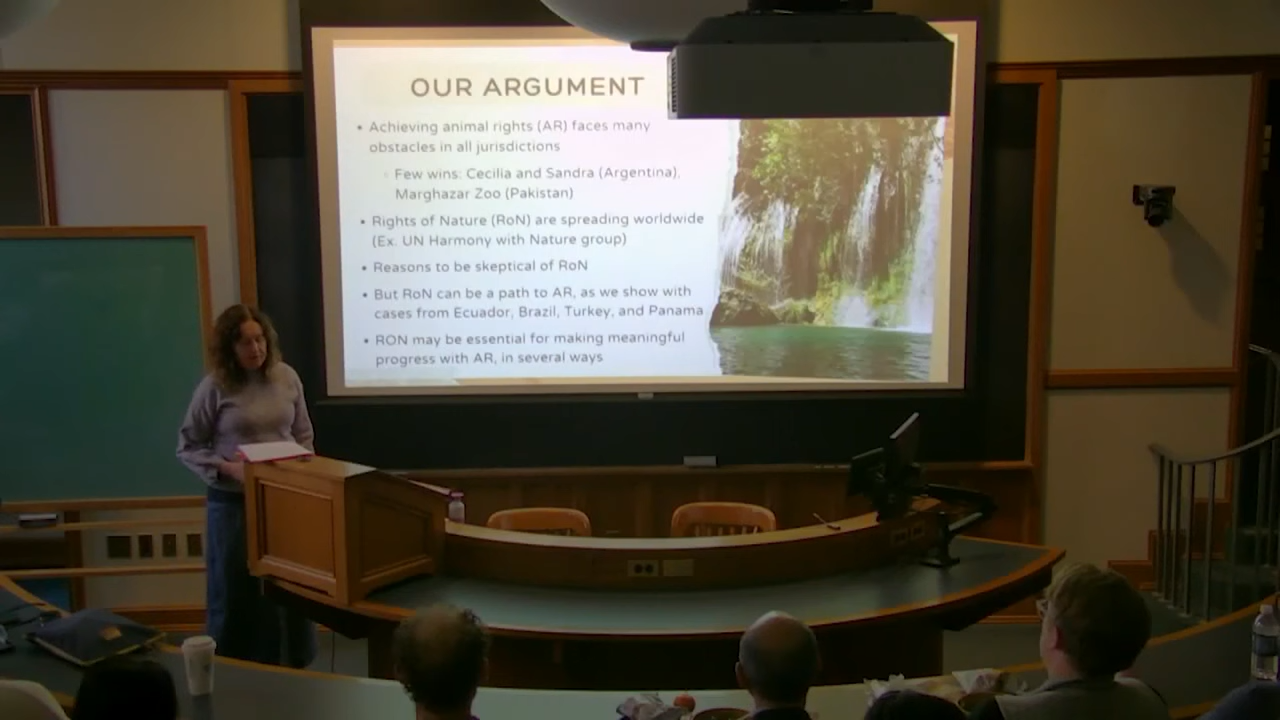 OUR ARGUMENT
• Achieving animal rights (AR) faces many
obstacles in all jurisdictions
◦ Few wins: Cecilia and Sandra (Argentina),
Marghazar Zoo (Pakistan)
• Rights of Nature (RoN) are spreading worldwide
(Ex. UN Harmony with Nature group)
• Reasons to be skeptical of RoN
• But RoN can be a path to AR, as we show with
cases from Ecuador, Brazil, Turkey, and Panama
• RON may be essential for making meaningful
progress with AR, in several ways